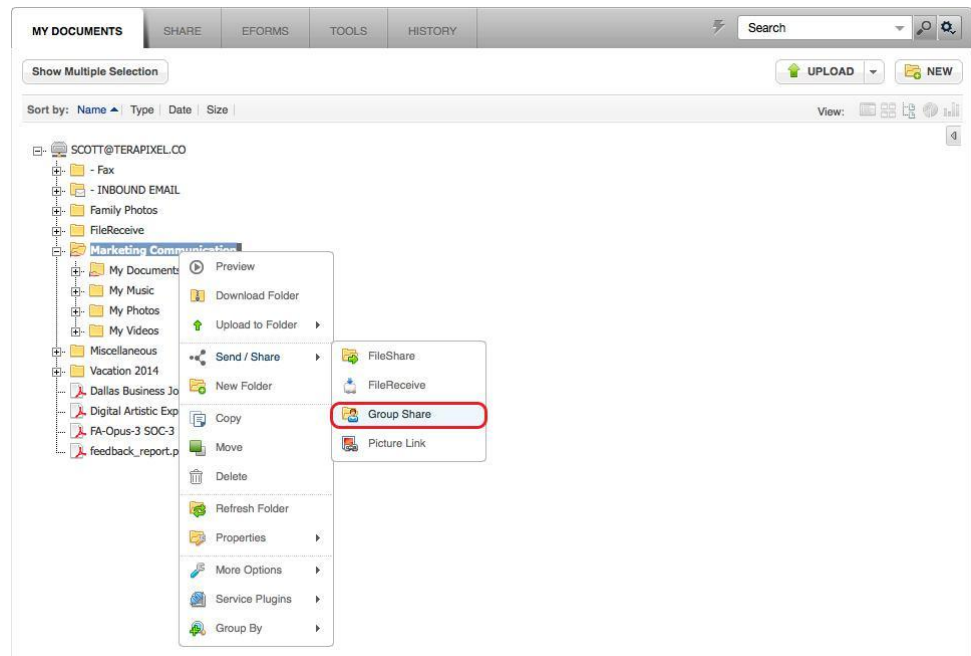 MY DOCUMENTS SHARE EFORMS TOOLS HISTORY Search
Show Multiple Selection UPLOAD NEW
Sort by: Name Type Date Size View:
SCOTT@TERAPIXEL.CO
- Fax
- INBOUND EMAIL
Family Photos
FileReceive
Marketing Communication
My Documents
My Music
My Photos
My Videos
Miscellaneous
Vacation 2014
Dallas Business Jo
Digital Artistic Exp
FA-Opus-3 SOC-3
feedback_report.p
Preview
Download Folder
Upload to Folder
Send / Share
New Folder
Copy
Move
Delete
Refresh Folder
Properties
More Options
Service Plugins
Group By
FileShare
FileReceive
Group Share
Picture Link